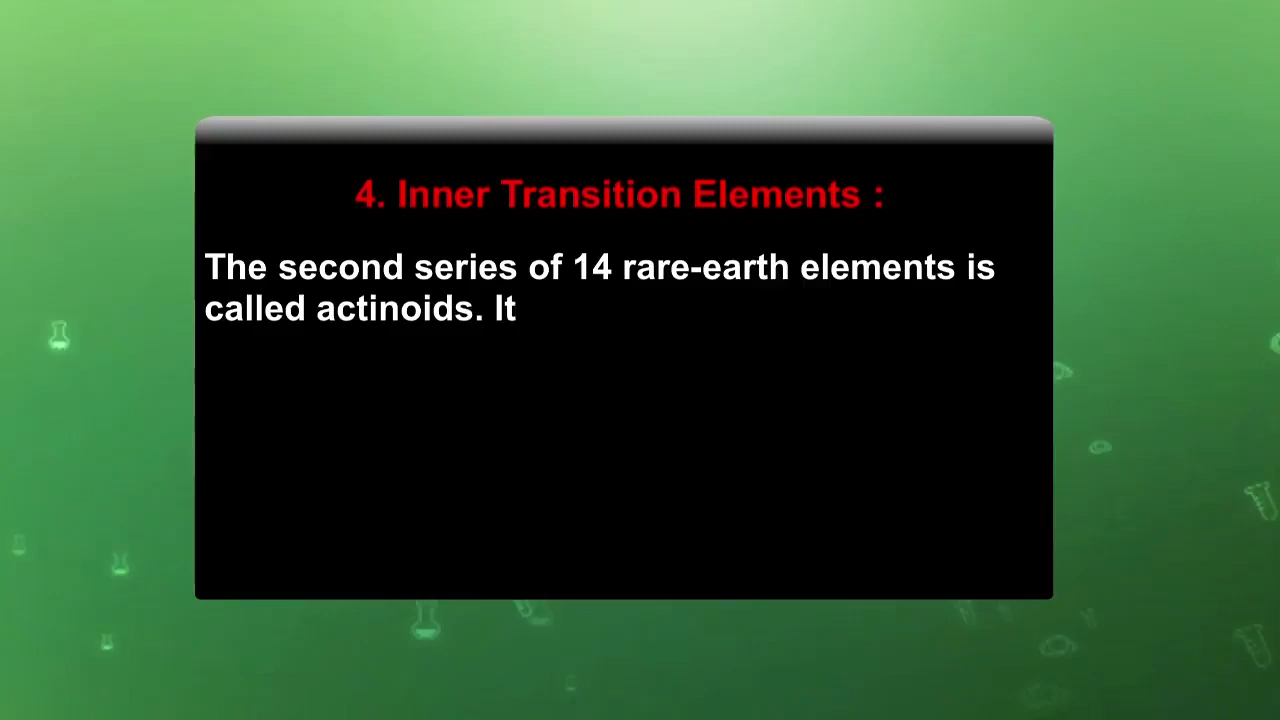 4. Inner Transition Elements :
The second series of 14 rare-earth elements is
called actinoids. It